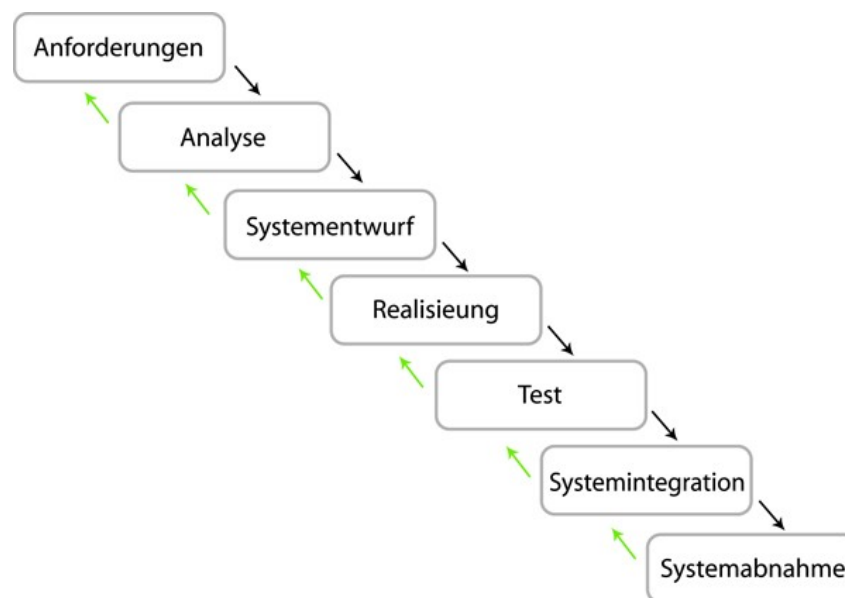 Anforderungen
Analyse
Systementwurf
Realisieung
Test
Systemintegration
Systemabnahme